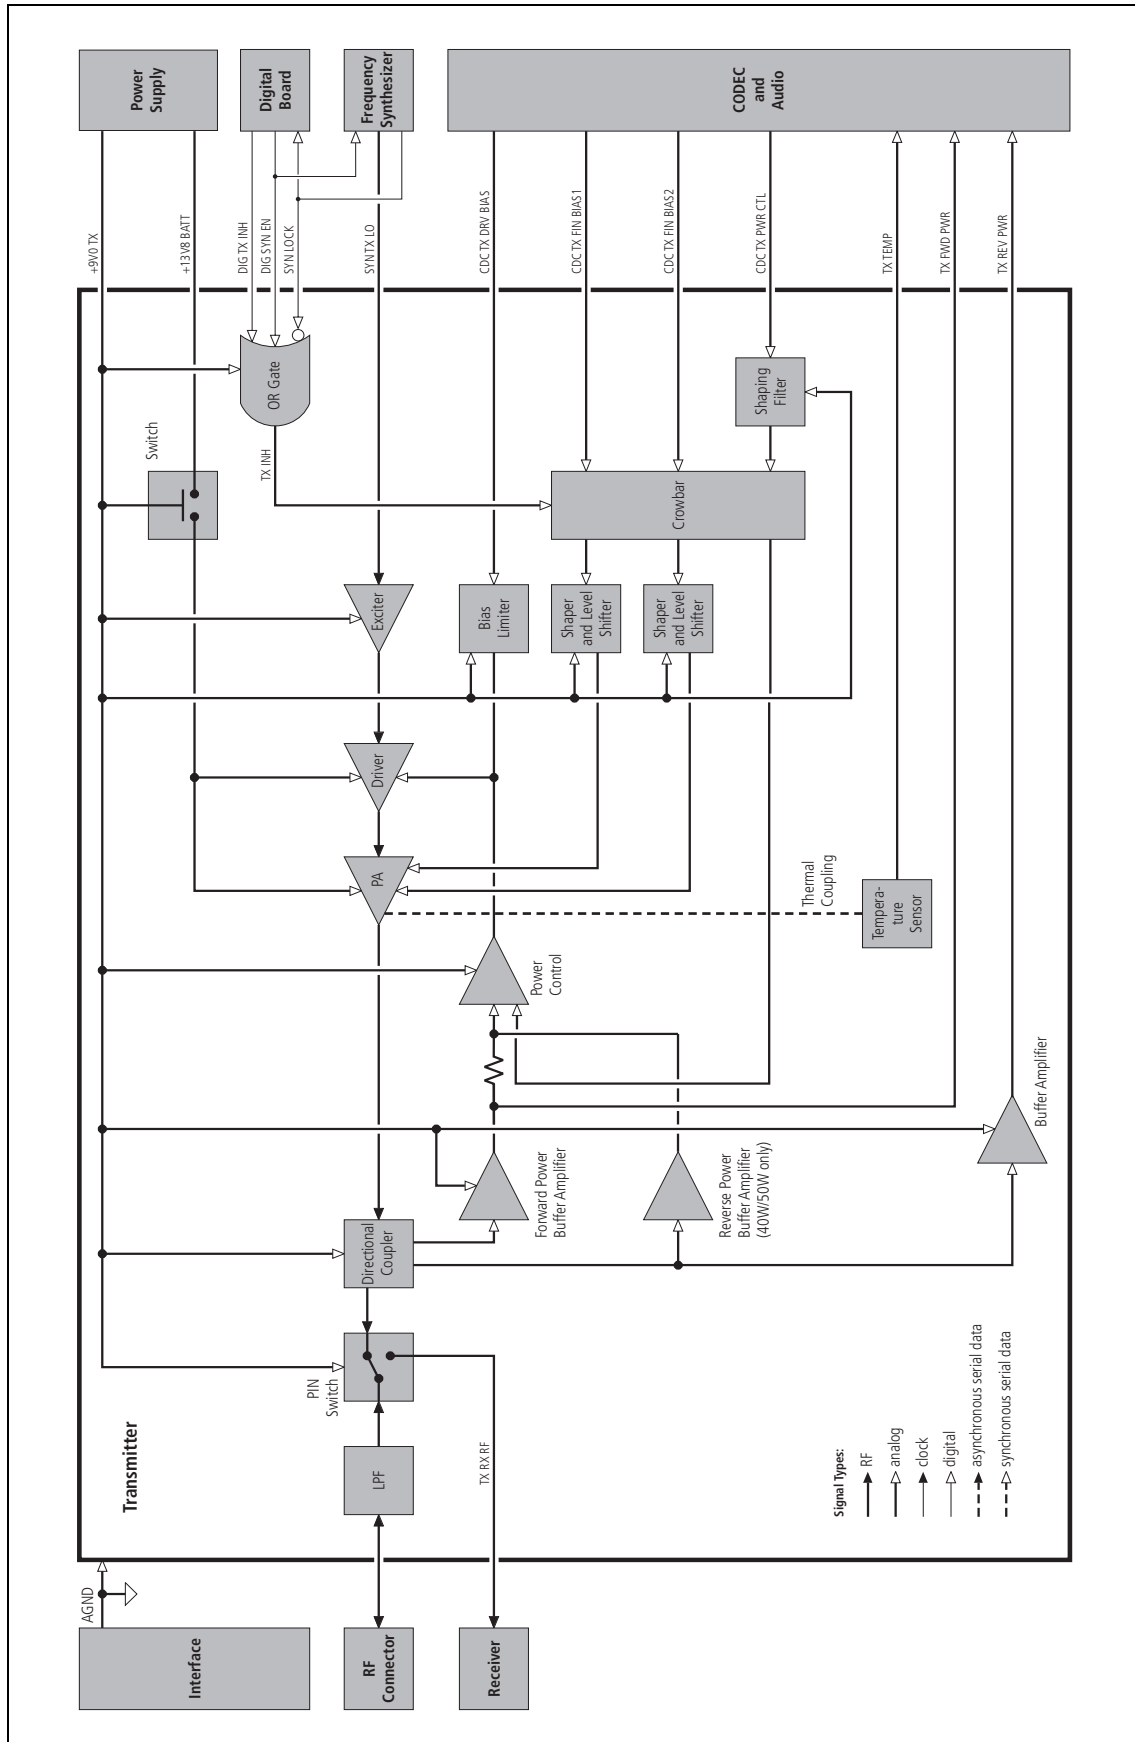 Power
Supply
Digital
Board
Frequency
Synthesizer
CODEC
and
Audio
+9V0 TX
+13V8 BATT
DIG TX INH
DIG SYN EN
SYN LOCK
SYN TX LO
CDC TX DRV BIAS
CDC TX FIN BIAS1
CDC TX FIN BIAS2
CDC TX PWR CTL
TX TEMP
TX FWD PWR
TX REV PWR
OR Gate
Shaping
Filter
Switch
TX INH
Crowbar
Exciter
Bias
Limiter
Shaper
and Level
Shifter
Shaper
and Level
Shifter
Driver
PA
Thermal
Coupling
Tempera-
ture
Sensor
Power
Control
Buffer Amplifier
Forward Power
Buffer Amplifier
Reverse Power
Buffer Amplifier
(40W/50W only)
Directional
Coupler
PIN
Switch
LPF
TX RX RF
Transmitter
Signal Types:
RF
analog
clock
digital
asynchronous serial data
synchronous serial data
AGND
Interface
RF
Connector
Receiver